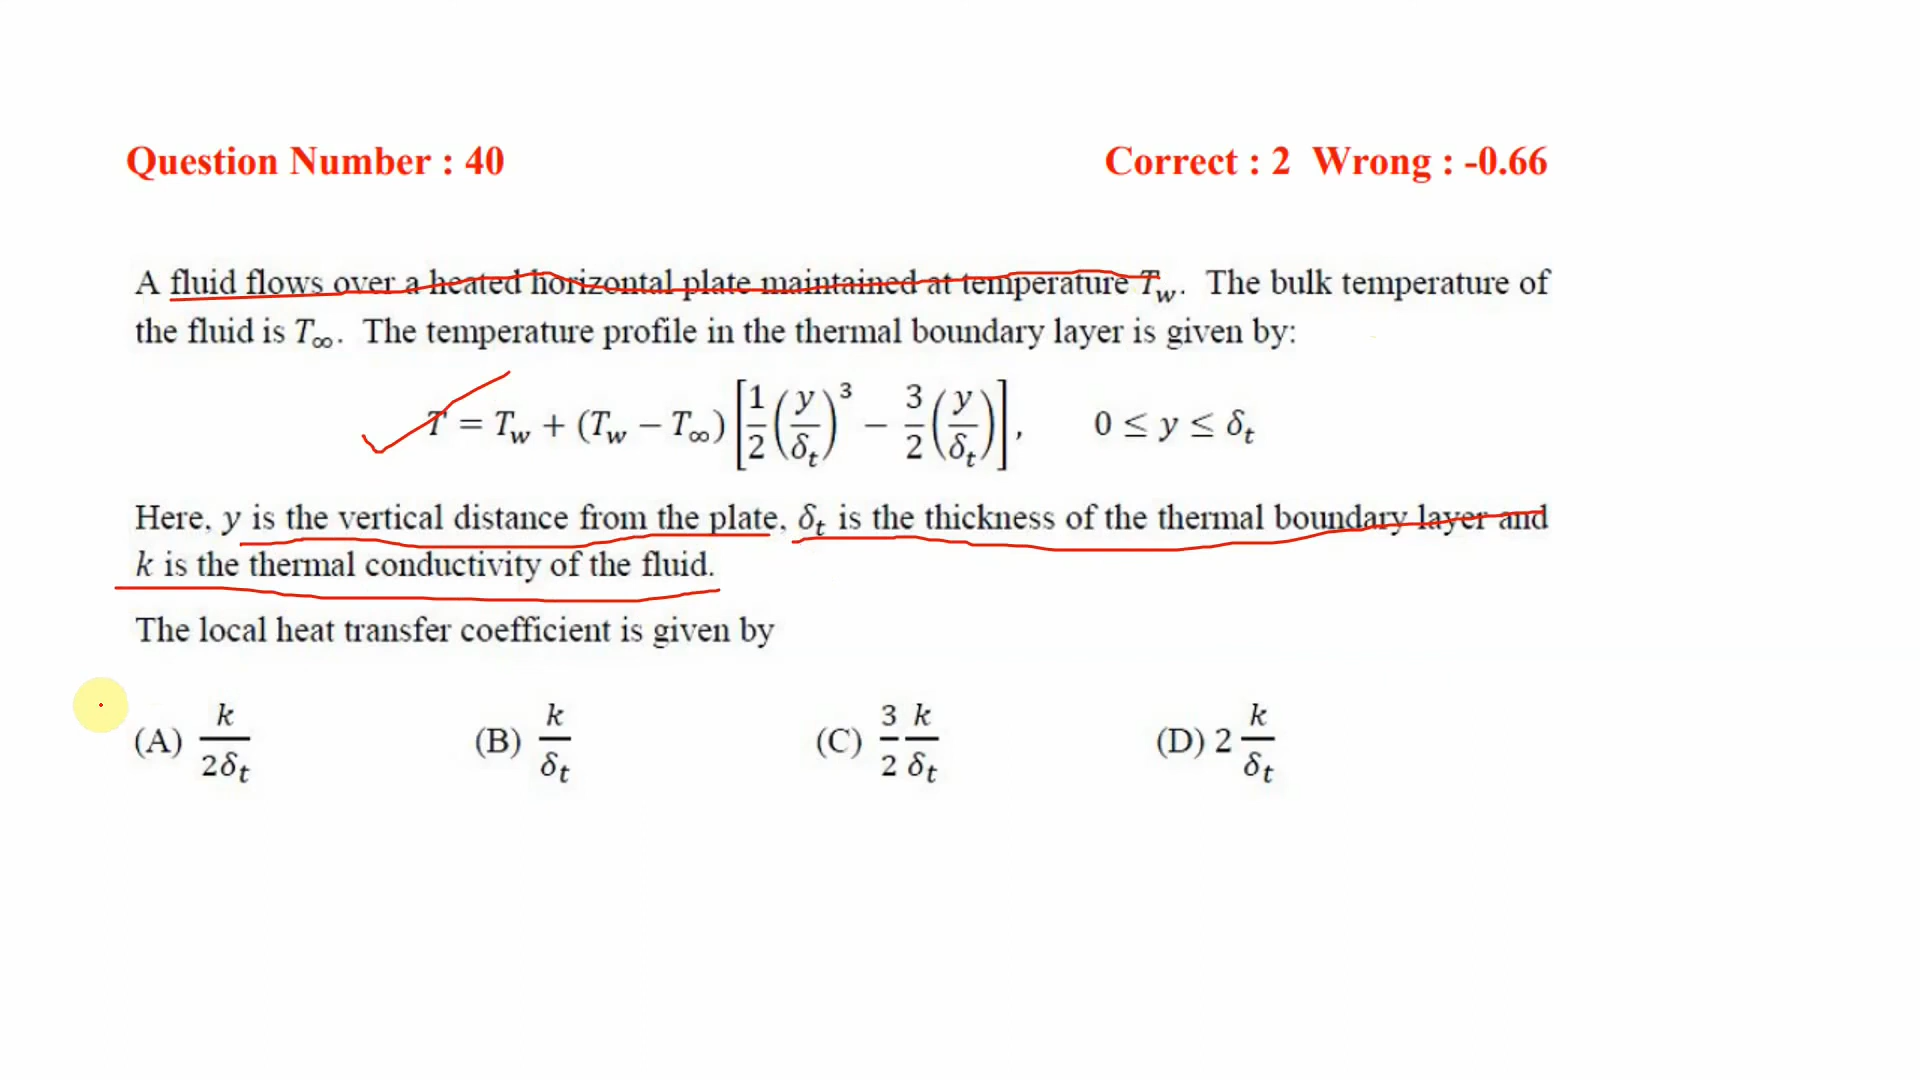 Question Number : 40 Correct : 2 Wrong : -0.66
A fluid flows over a heated horizontal plate maintained at temperature T_w. The bulk temperature of
the fluid is T_∞. The temperature profile in the thermal boundary layer is given by:
T = T_w + (T_w − T_∞) [1/2 (y/δ_t)^3 − 3/2 (y/δ_t)], 0 ≤ y ≤ δ_t
Here, y is the vertical distance from the plate, δ_t is the thickness of the thermal boundary layer and
k is the thermal conductivity of the fluid.
The local heat transfer coefficient is given by
(A) k/2δ_t (B) k/δ_t (C) 3/2 k/δ_t (D) 2 k/δ_t